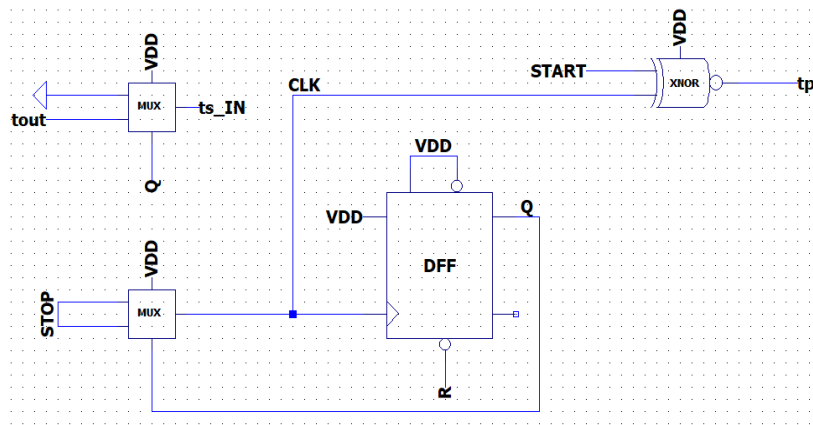 VDD
VDD
START
XNOR
tp
CLK
MUX
ts_IN
tout
VDD
Q
VDD
Q
DFF
VDD
STOP
MUX
R